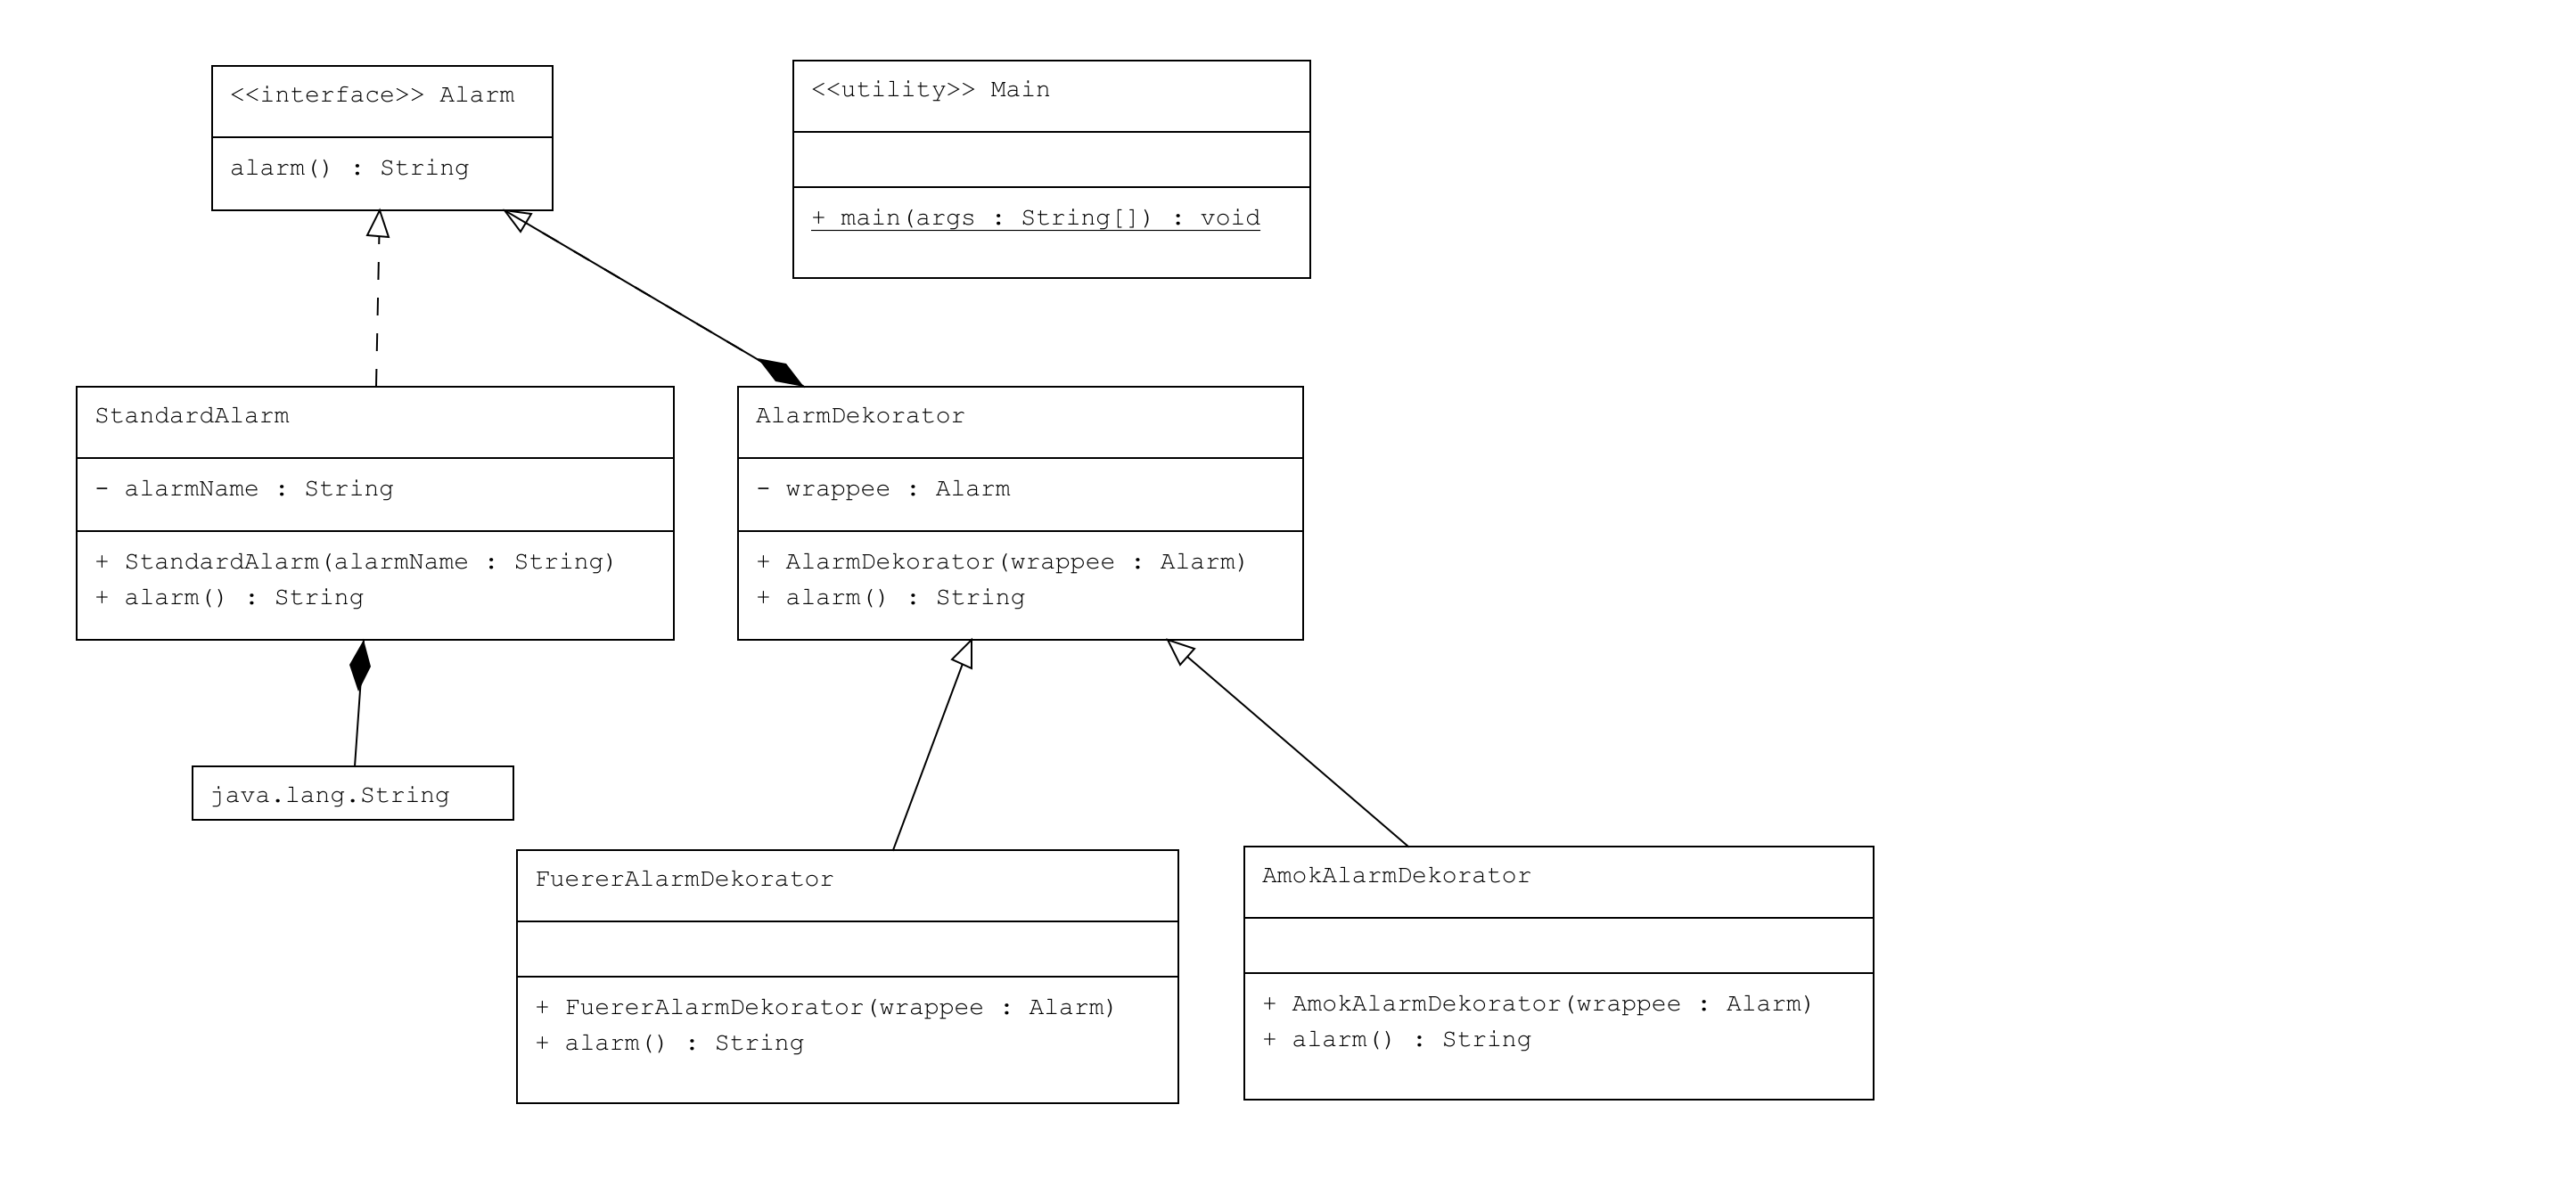 <<interface>> Alarm
alarm() : String
<<utility>> Main
+ main(args : String[]) : void
StandardAlarm
- alarmName : String
+ StandardAlarm(alarmName : String)
+ alarm() : String
AlarmDekorator
- wrappee : Alarm
+ AlarmDekorator(wrappee : Alarm)
+ alarm() : String
java.lang.String
FuererAlarmDekorator
+ FuererAlarmDekorator(wrappee : Alarm)
+ alarm() : String
AmokAlarmDekorator
+ AmokAlarmDekorator(wrappee : Alarm)
+ alarm() : String